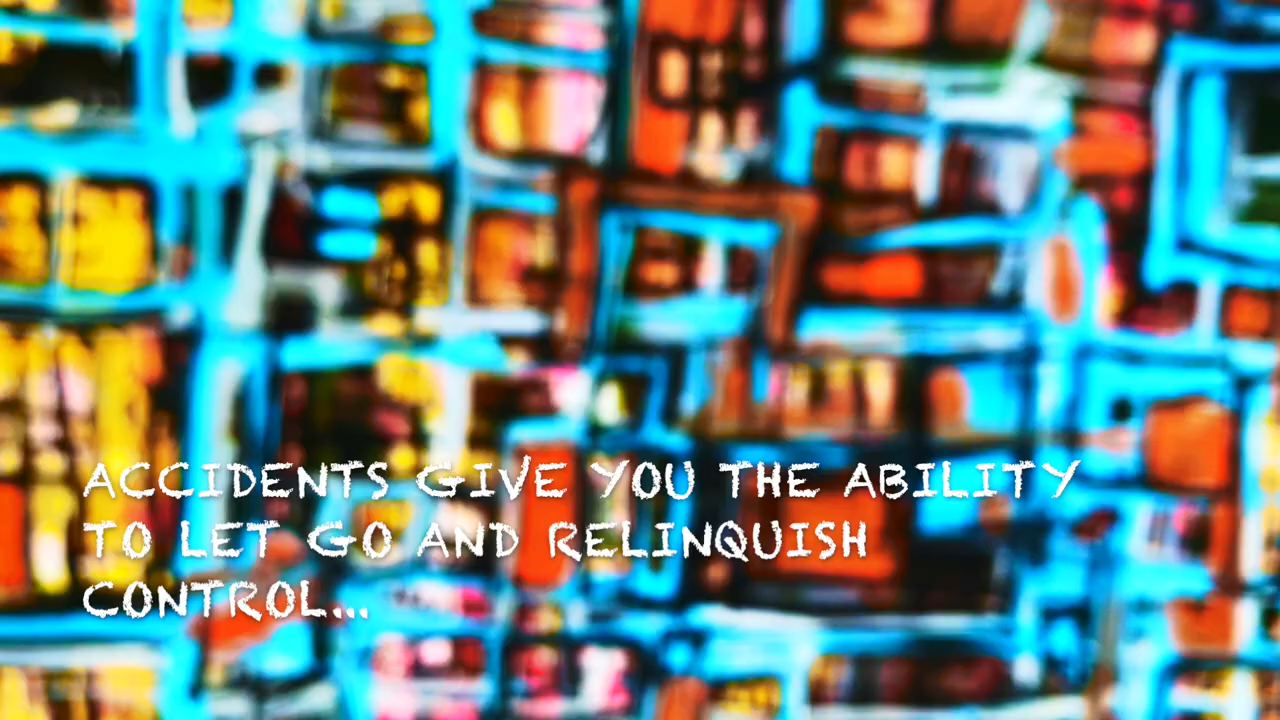 ACCIDENTS GIVE YOU THE ABILITY
TO LET GO AND RELINQUISH
CONTROL...